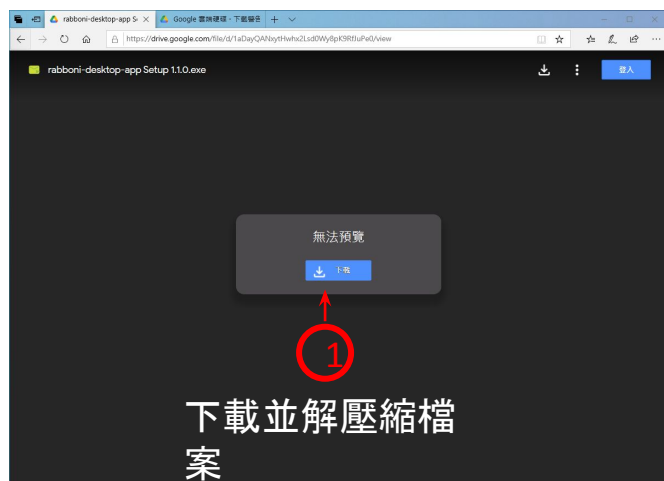 rabboni-desktop-app S
Google 雲端硬碟 - 下載螢
https://drive.google.com/file/d/1aDayQANxytHwhx2Lsd0Wy8pK9RfJuPe0/view
rabboni-desktop-app Setup 1.1.0.exe
登入
無法預覽
下載
1
下載並解壓縮檔
案